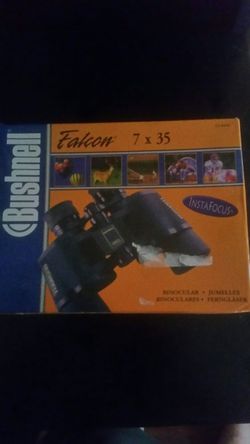 Bushnell
Falcon® 7 x 35
INSTAFOCUS®
BINOCULAR • JUMELLES
BINOCULARES • FERNGLÄSER